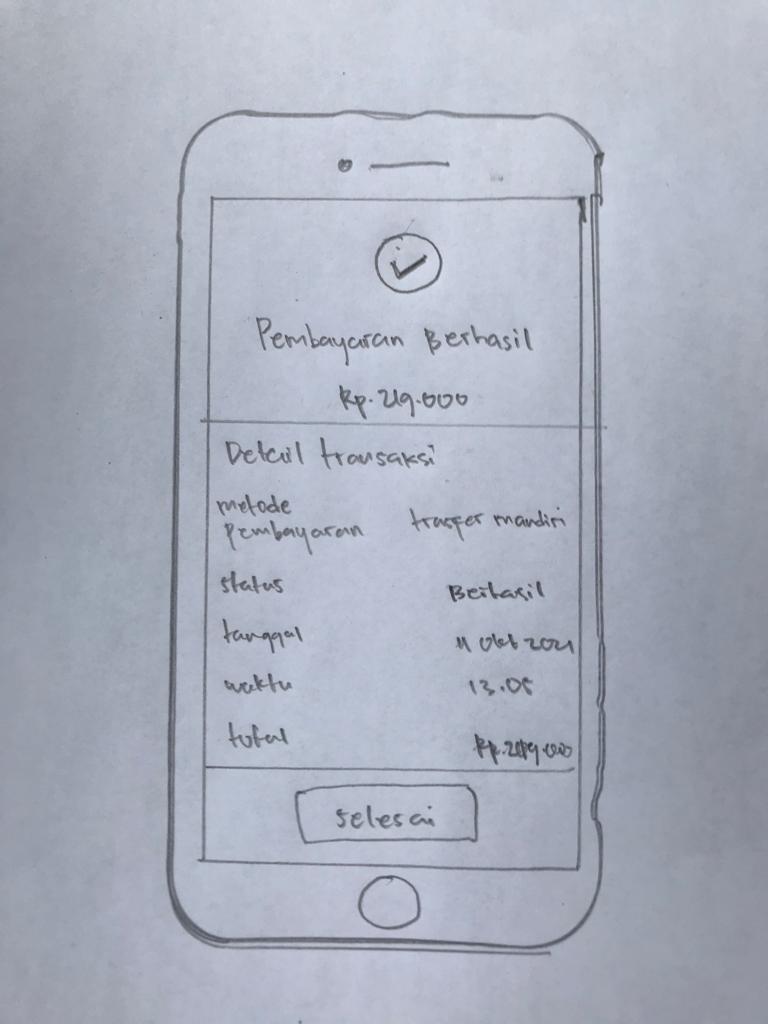 Pembayaran Berhasil
Rp. 219.000
Detail transaksi
metode
pembayaran trasfer mandiri
status Berhasil
tanggal 11 Okt 2021
waktu 13.05
total Rp. 219.000
selesai